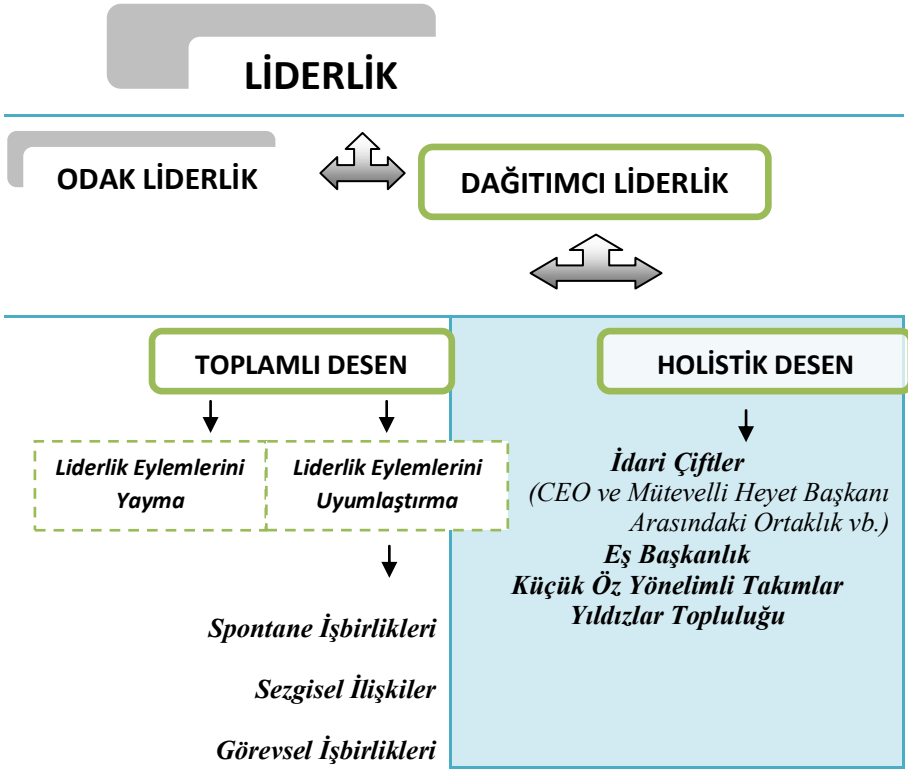 LİDERLİK
ODAK LİDERLİK
DAĞITIMCI LİDERLİK
TOPLAMLI DESEN
Liderlik Eylemlerini
Yayma
Liderlik Eylemlerini
Uyumlaştırma
Spontane İşbirlikleri
Sezgisel İlişkiler
Görevsel İşbirlikleri
HOLİSTİK DESEN
İdari Çiftler
(CEO ve Mütevelli Heyet Başkanı
Arasındaki Ortaklık vb.)
Eş Başkanlık
Küçük Öz Yönelimli Takımlar
Yıldızlar Topluluğu